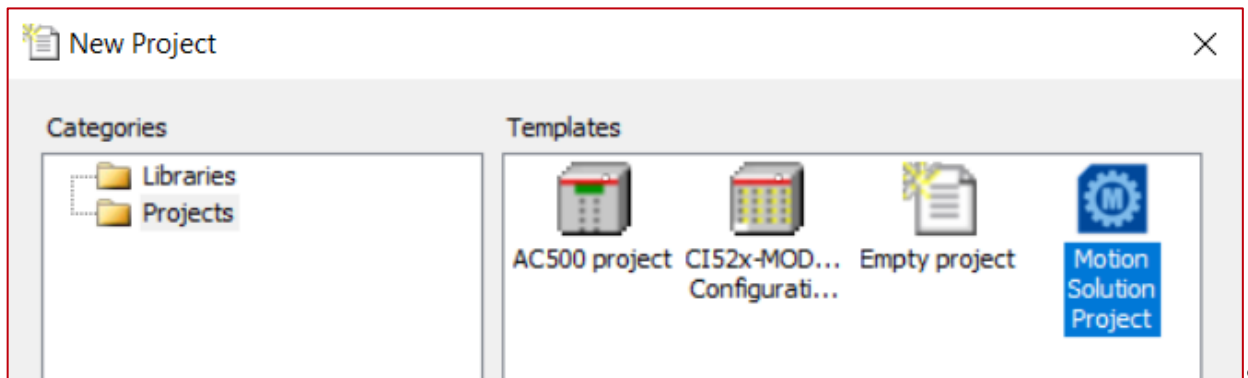 New Project
Categories
Templates
Libraries
Projects
AC500 project
CI52x-MOD...
Configurati...
Empty project
M
Motion
Solution
Project